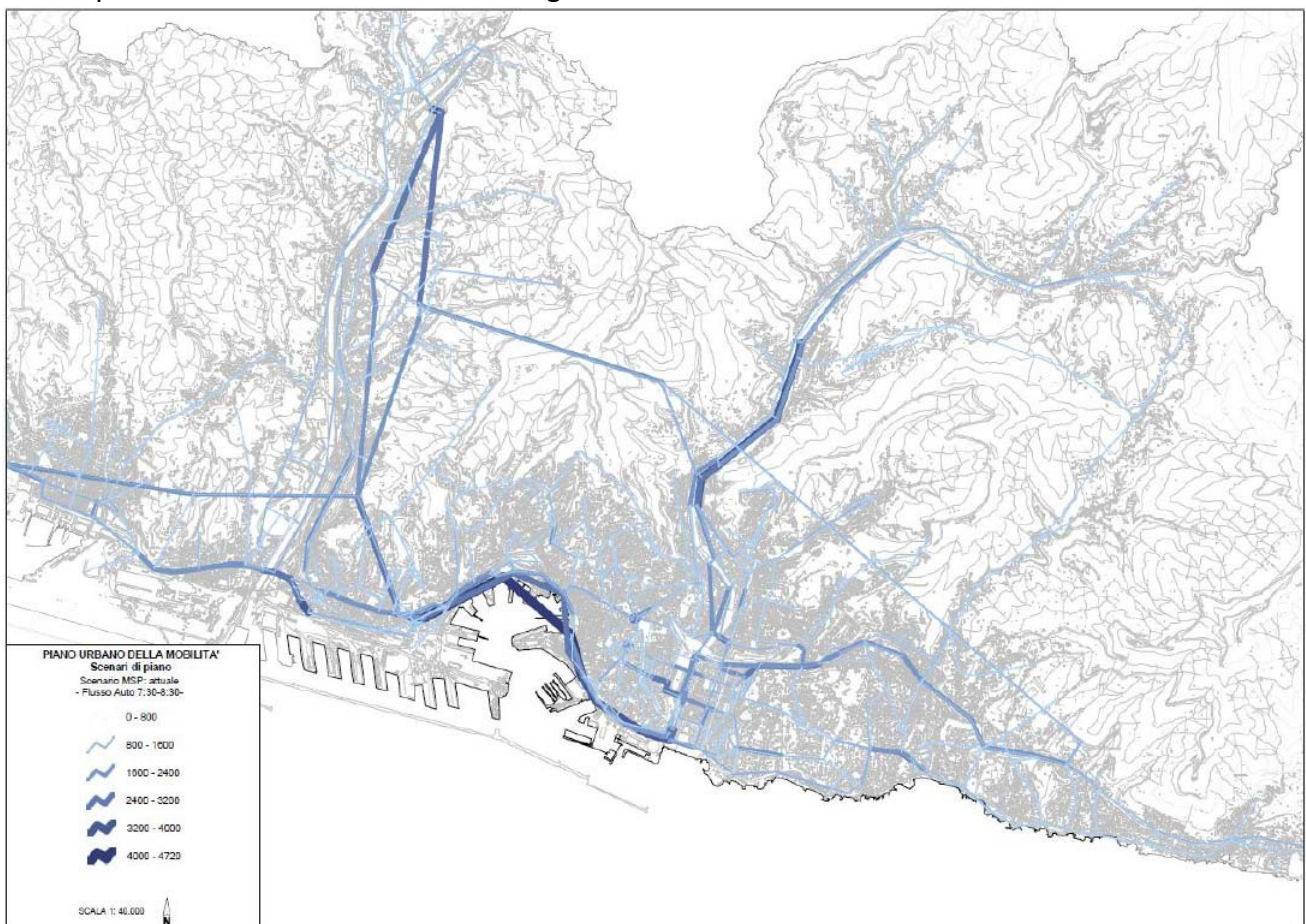 PIANO URBANO DELLA MOBILITA'
Scenari di piano
Scenario MSP: attuale
- Flusso Auto 7:30-8:30-
0 - 800
800 - 1600
1600 - 2400
2400 - 3200
3200 - 4000
4000 - 4720
SCALA 1: 40.000
N